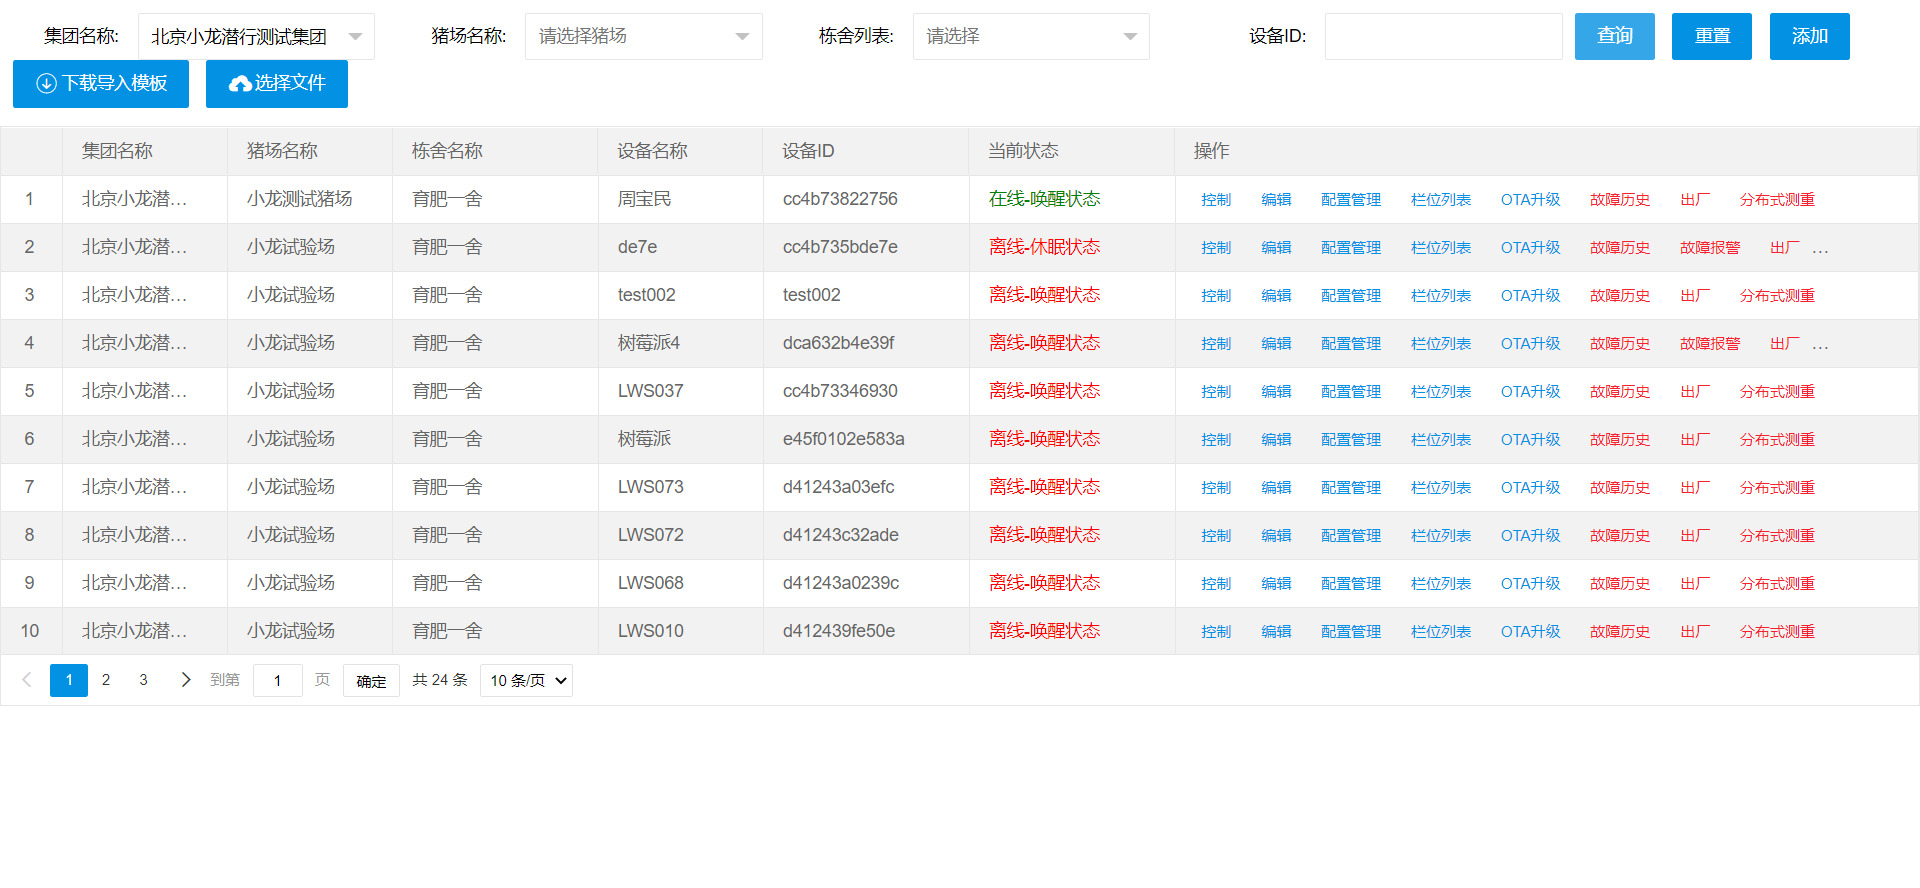 集团名称: 北京小龙潜行测试集团 猪场名称: 请选择猪场 栋舍列表: 请选择 设备ID: 查询 重置 添加
下载导入模板 选择文件
集团名称 猪场名称 栋舍名称 设备名称 设备ID 当前状态 操作
1 北京小龙潜... 小龙测试猪场 育肥一舍 周宝民 cc4b73822756 在线-唤醒状态 控制 编辑 配置管理 栏位列表 OTA升级 故障历史 出厂 分布式测重
2 北京小龙潜... 小龙试验场 育肥一舍 de7e cc4b735bde7e 离线-休眠状态 控制 编辑 配置管理 栏位列表 OTA升级 故障历史 故障报警 出厂 ...
3 北京小龙潜... 小龙试验场 育肥一舍 test002 test002 离线-唤醒状态 控制 编辑 配置管理 栏位列表 OTA升级 故障历史 出厂 分布式测重
4 北京小龙潜... 小龙试验场 育肥一舍 树莓派4 dca632b4e39f 离线-唤醒状态 控制 编辑 配置管理 栏位列表 OTA升级 故障历史 故障报警 出厂 ...
5 北京小龙潜... 小龙试验场 育肥一舍 LWS037 cc4b73346930 离线-唤醒状态 控制 编辑 配置管理 栏位列表 OTA升级 故障历史 出厂 分布式测重
6 北京小龙潜... 小龙试验场 育肥一舍 树莓派 e45f0102e583a 离线-唤醒状态 控制 编辑 配置管理 栏位列表 OTA升级 故障历史 出厂 分布式测重
7 北京小龙潜... 小龙试验场 育肥一舍 LWS073 d41243a03efc 离线-唤醒状态 控制 编辑 配置管理 栏位列表 OTA升级 故障历史 出厂 分布式测重
8 北京小龙潜... 小龙试验场 育肥一舍 LWS072 d41243c32ade 离线-唤醒状态 控制 编辑 配置管理 栏位列表 OTA升级 故障历史 出厂 分布式测重
9 北京小龙潜... 小龙试验场 育肥一舍 LWS068 d41243a0239c 离线-唤醒状态 控制 编辑 配置管理 栏位列表 OTA升级 故障历史 出厂 分布式测重
10 北京小龙潜... 小龙试验场 育肥一舍 LWS010 d412439fe50e 离线-唤醒状态 控制 编辑 配置管理 栏位列表 OTA升级 故障历史 出厂 分布式测重
1 2 3 到第 1 页 确定 共 24 条 10 条/页